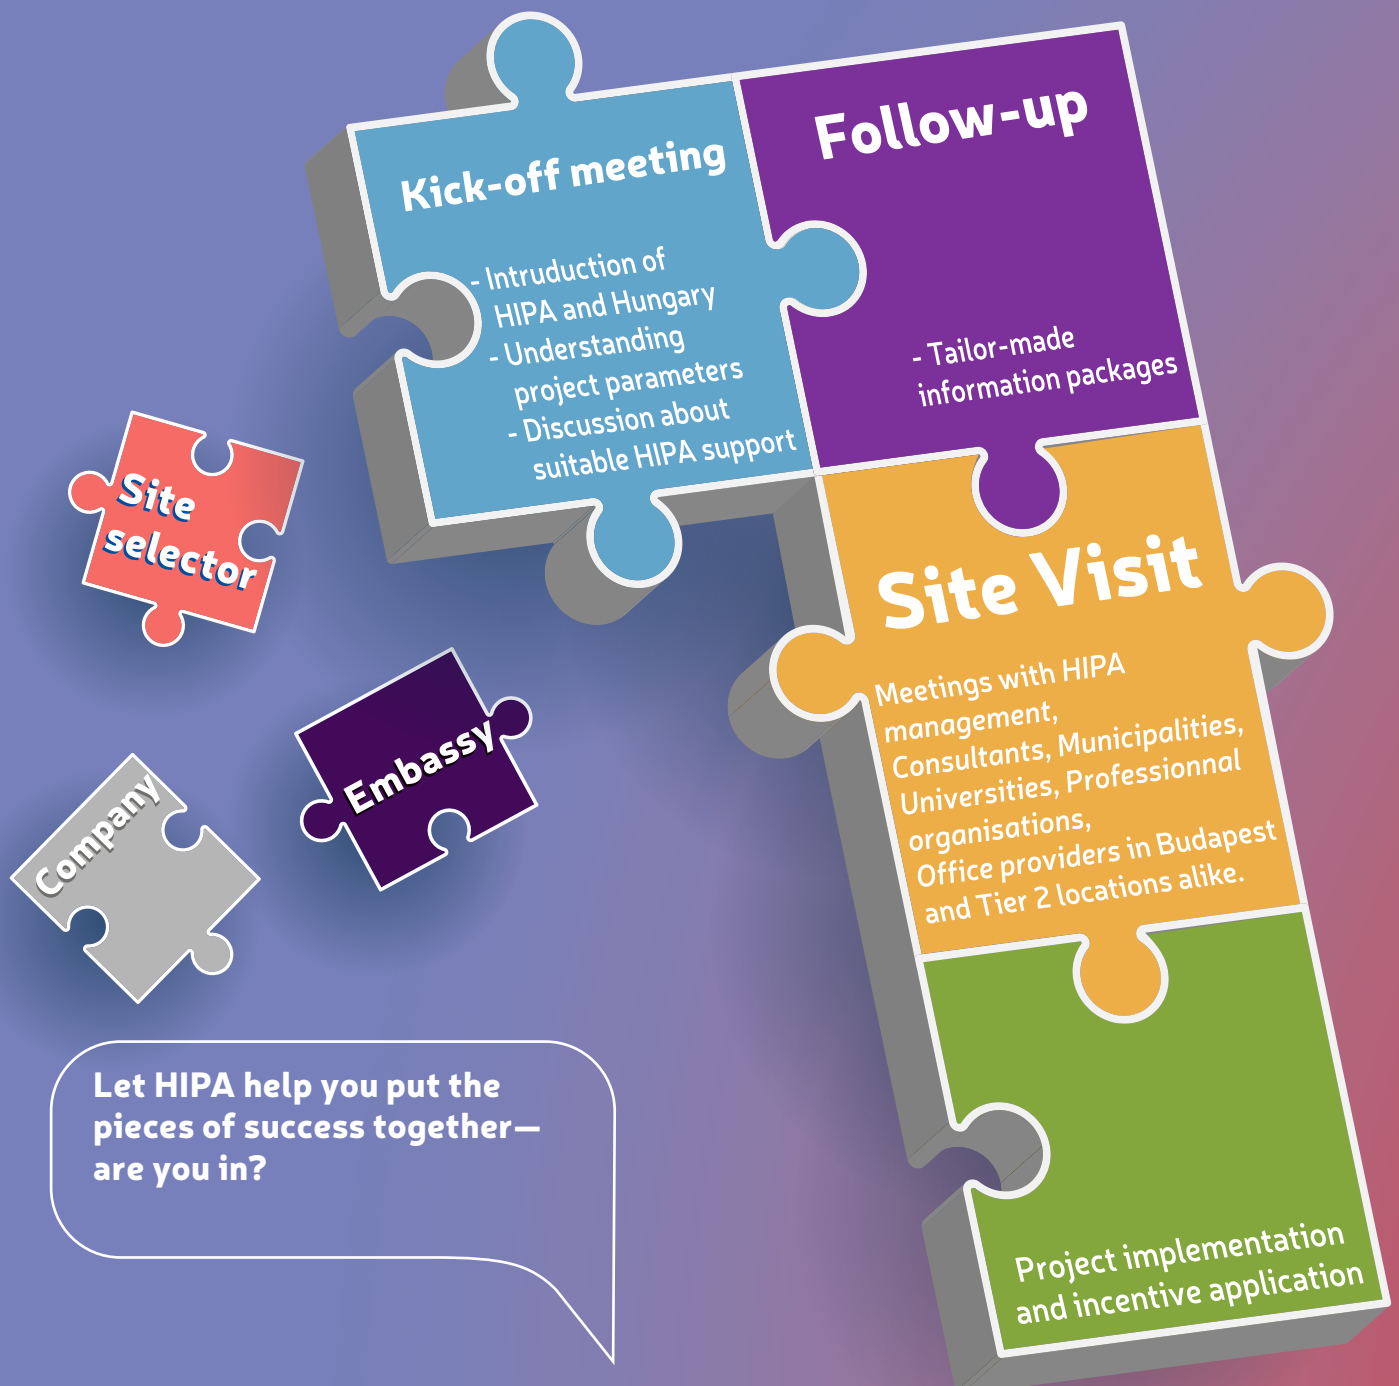 Kick-off meeting
- Intruduction of
HIPA and Hungary
- Understanding
project parameters
- Discussion about
suitable HIPA support
Follow-up
- Tailor-made
information packages
Site
selector
Embassy
Company
Site Visit
Meetings with HIPA
management,
Consultants, Municipalities,
Universities, Professionnal
organisations,
Office providers in Budapest
and Tier 2 locations alike.
Project implementation
and incentive application
Let HIPA help you put the
pieces of success together—
are you in?